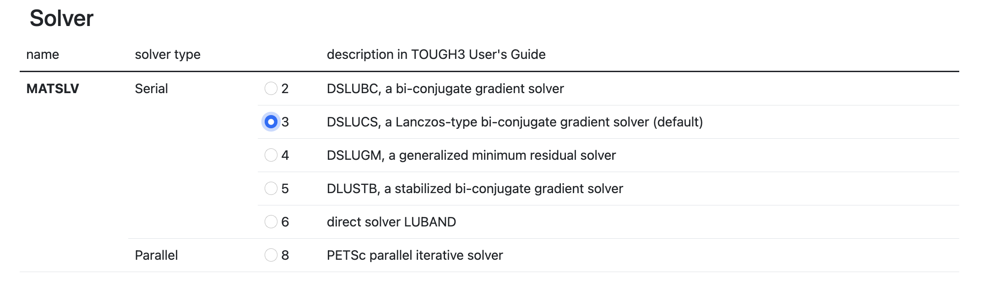 Solver
name solver type description in TOUGH3 User's Guide
MATSLV Serial 2 DSLUBC, a bi-conjugate gradient solver
3 DSLUCS, a Lanczos-type bi-conjugate gradient solver (default)
4 DSLUGM, a generalized minimum residual solver
5 DLUSTB, a stabilized bi-conjugate gradient solver
6 direct solver LUBAND
Parallel 8 PETSc parallel iterative solver